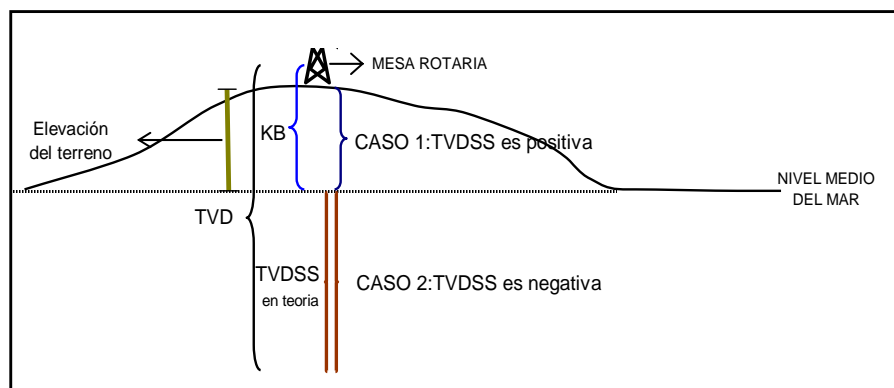 MESA ROTARIA
Elevación
del terreno
KB
CASO 1:TVDSS es positiva
NIVEL MEDIO
DEL MAR
TVD
TVDSS
en teoria
CASO 2:TVDSS es negativa